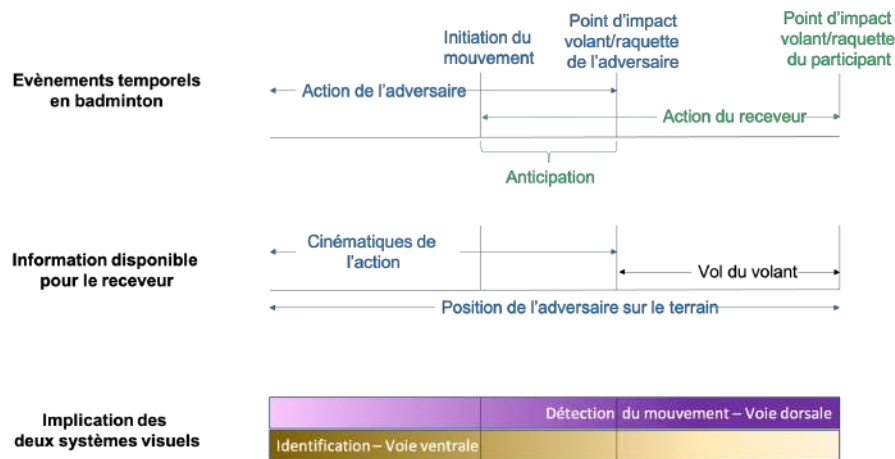 Initiation du
mouvement
Point d'impact
volant/raquette
de l'adversaire
Point d'impact
volant/raquette
du participant
Evènements temporels
en badminton
Action de l'adversaire
Action du receveur
Anticipation
Information disponible
pour le receveur
Cinématiques de
l'action
Vol du volant
Position de l'adversaire sur le terrain
Implication des
deux systèmes visuels
Détection du mouvement – Voie dorsale
Identification – Voie ventrale